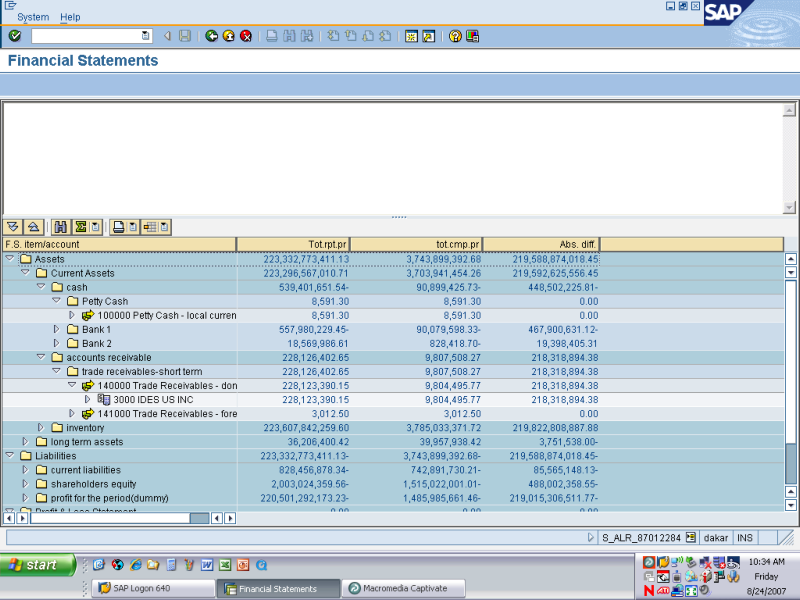 System Help
SAP
Financial Statements
F.S. item/account Tot.rpt.pr tot.cmp.pr Abs. diff.
Assets 223,332,773,411.13 3,743,899,392.68 219,588,874,018.45
Current Assets 223,296,567,010.71 3,703,941,454.26 219,592,625,556.45
cash 539,401,651.54- 90,899,425.73- 448,502,225.81-
Petty Cash 8,591.30 8,591.30 0.00
100000 Petty Cash - local curren 8,591.30 8,591.30 0.00
Bank 1 557,980,229.45- 90,079,598.33- 467,900,631.12-
Bank 2 18,569,986.61 828,418.70- 19,398,405.31
accounts receivable 228,126,402.65 9,807,508.27 218,318,894.38
trade receivables-short term 228,126,402.65 9,807,508.27 218,318,894.38
140000 Trade Receivables - don 228,123,390.15 9,804,495.77 218,318,894.38
3000 IDES US INC 228,123,390.15 9,804,495.77 218,318,894.38
141000 Trade Receivables - fore 3,012.50 3,012.50 0.00
inventory 223,607,842,259.60 3,785,033,371.72 219,822,808,887.88
long term assets 36,206,400.42 39,957,938.42 3,751,538.00-
Liabilities 223,332,773,411.13- 3,743,899,392.68- 219,588,874,018.45-
current liabilities 828,456,878.34- 742,891,730.21- 85,565,148.13-
shareholders equity 2,003,024,359.56- 1,515,022,001.01- 488,002,358.55-
profit for the period(dummy) 220,501,292,173.23- 1,485,985,661.46- 219,015,306,511.77-
Profit & Loss Statement 0.00 0.00 0.00
S_ALR_87012284 dakar INS
start
10:34 AM
SAP Logon 640 Financial Statements Macromedia Captivate
Friday
8/24/2007